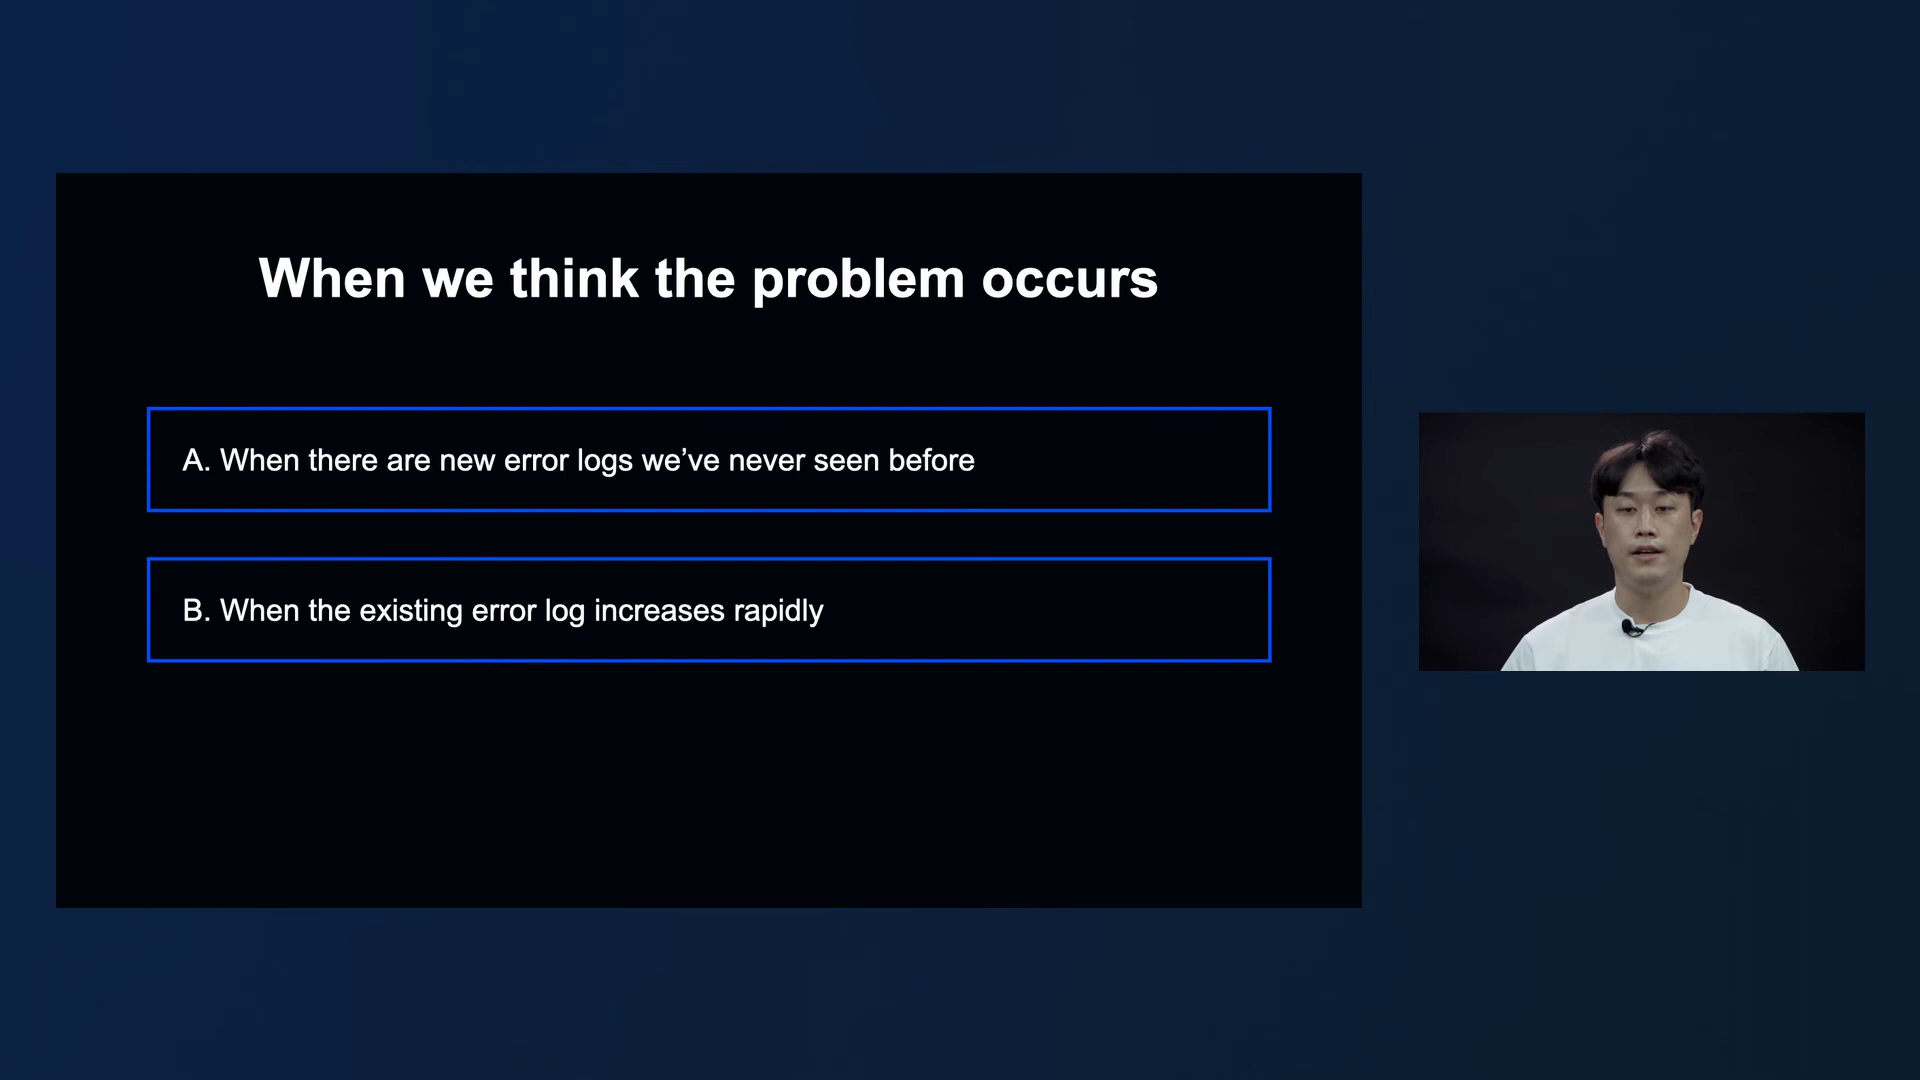 When we think the problem occurs
A. When there are new error logs we’ve never seen before
B. When the existing error log increases rapidly